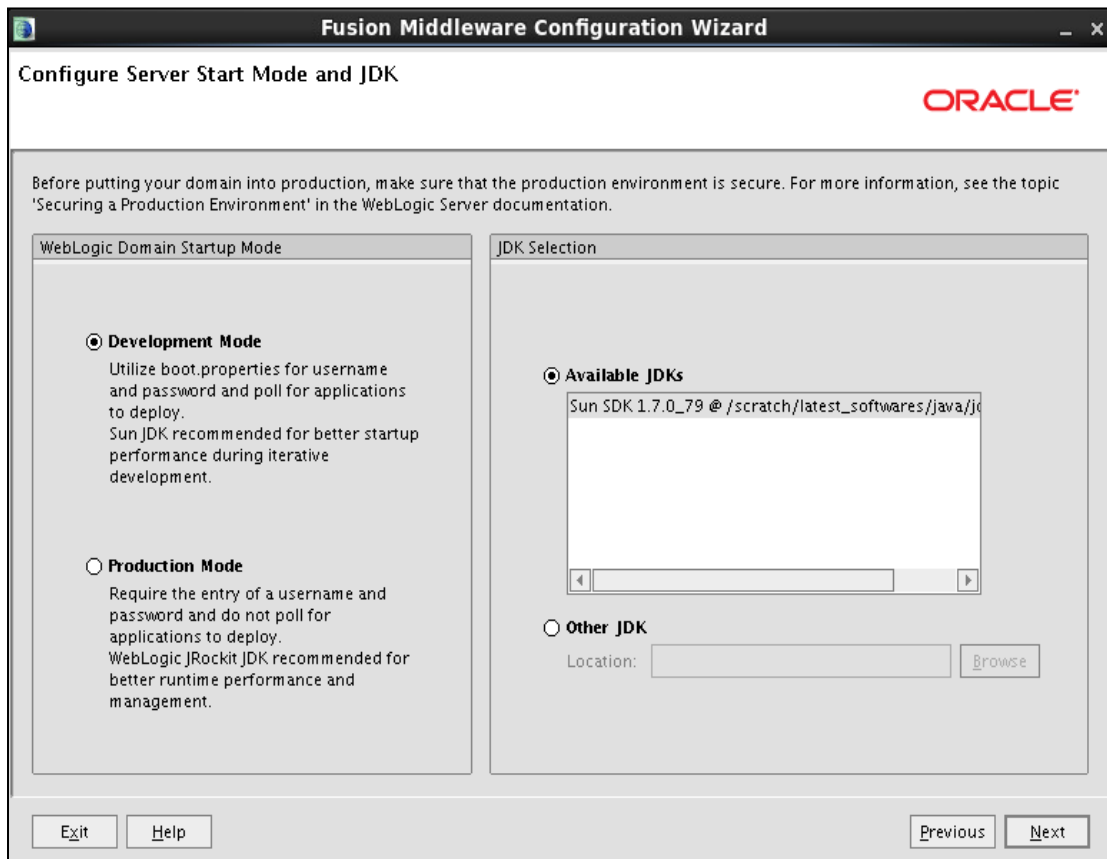 Fusion Middleware Configuration Wizard
Configure Server Start Mode and JDK
ORACLE
Before putting your domain into production, make sure that the production environment is secure. For more information, see the topic
'Securing a Production Environment' in the WebLogic Server documentation.
WebLogic Domain Startup Mode
Development Mode
Utilize boot.properties for username
and password and poll for applications
to deploy.
Sun JDK recommended for better startup
performance during iterative
development.
Production Mode
Require the entry of a username and
password and do not poll for
applications to deploy.
WebLogic JRockit JDK recommended for
better runtime performance and
management.
JDK Selection
Available JDKs
Sun SDK 1.7.0_79 @ /scratch/latest_softwares/java/
Other JDK
Location:
Browse
Exit
Help
Previous
Next